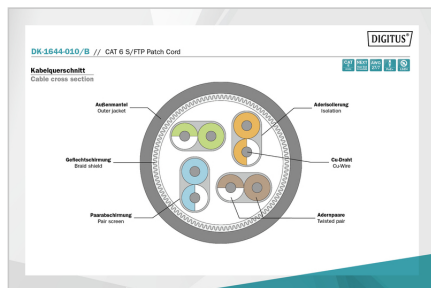 DIGITUS®
DK-1644-010/B // CAT 6 S/FTP Patch Cord
Kabelquerschnitt
Cable cross section
Außenmantel
Outer jacket
Aderisolierung
Isolation
Geflechtschirmung
Braid shield
Cu-Draht
Cu-Wire
Paarabschirmung
Pair screen
Adernpaare
Twisted pair